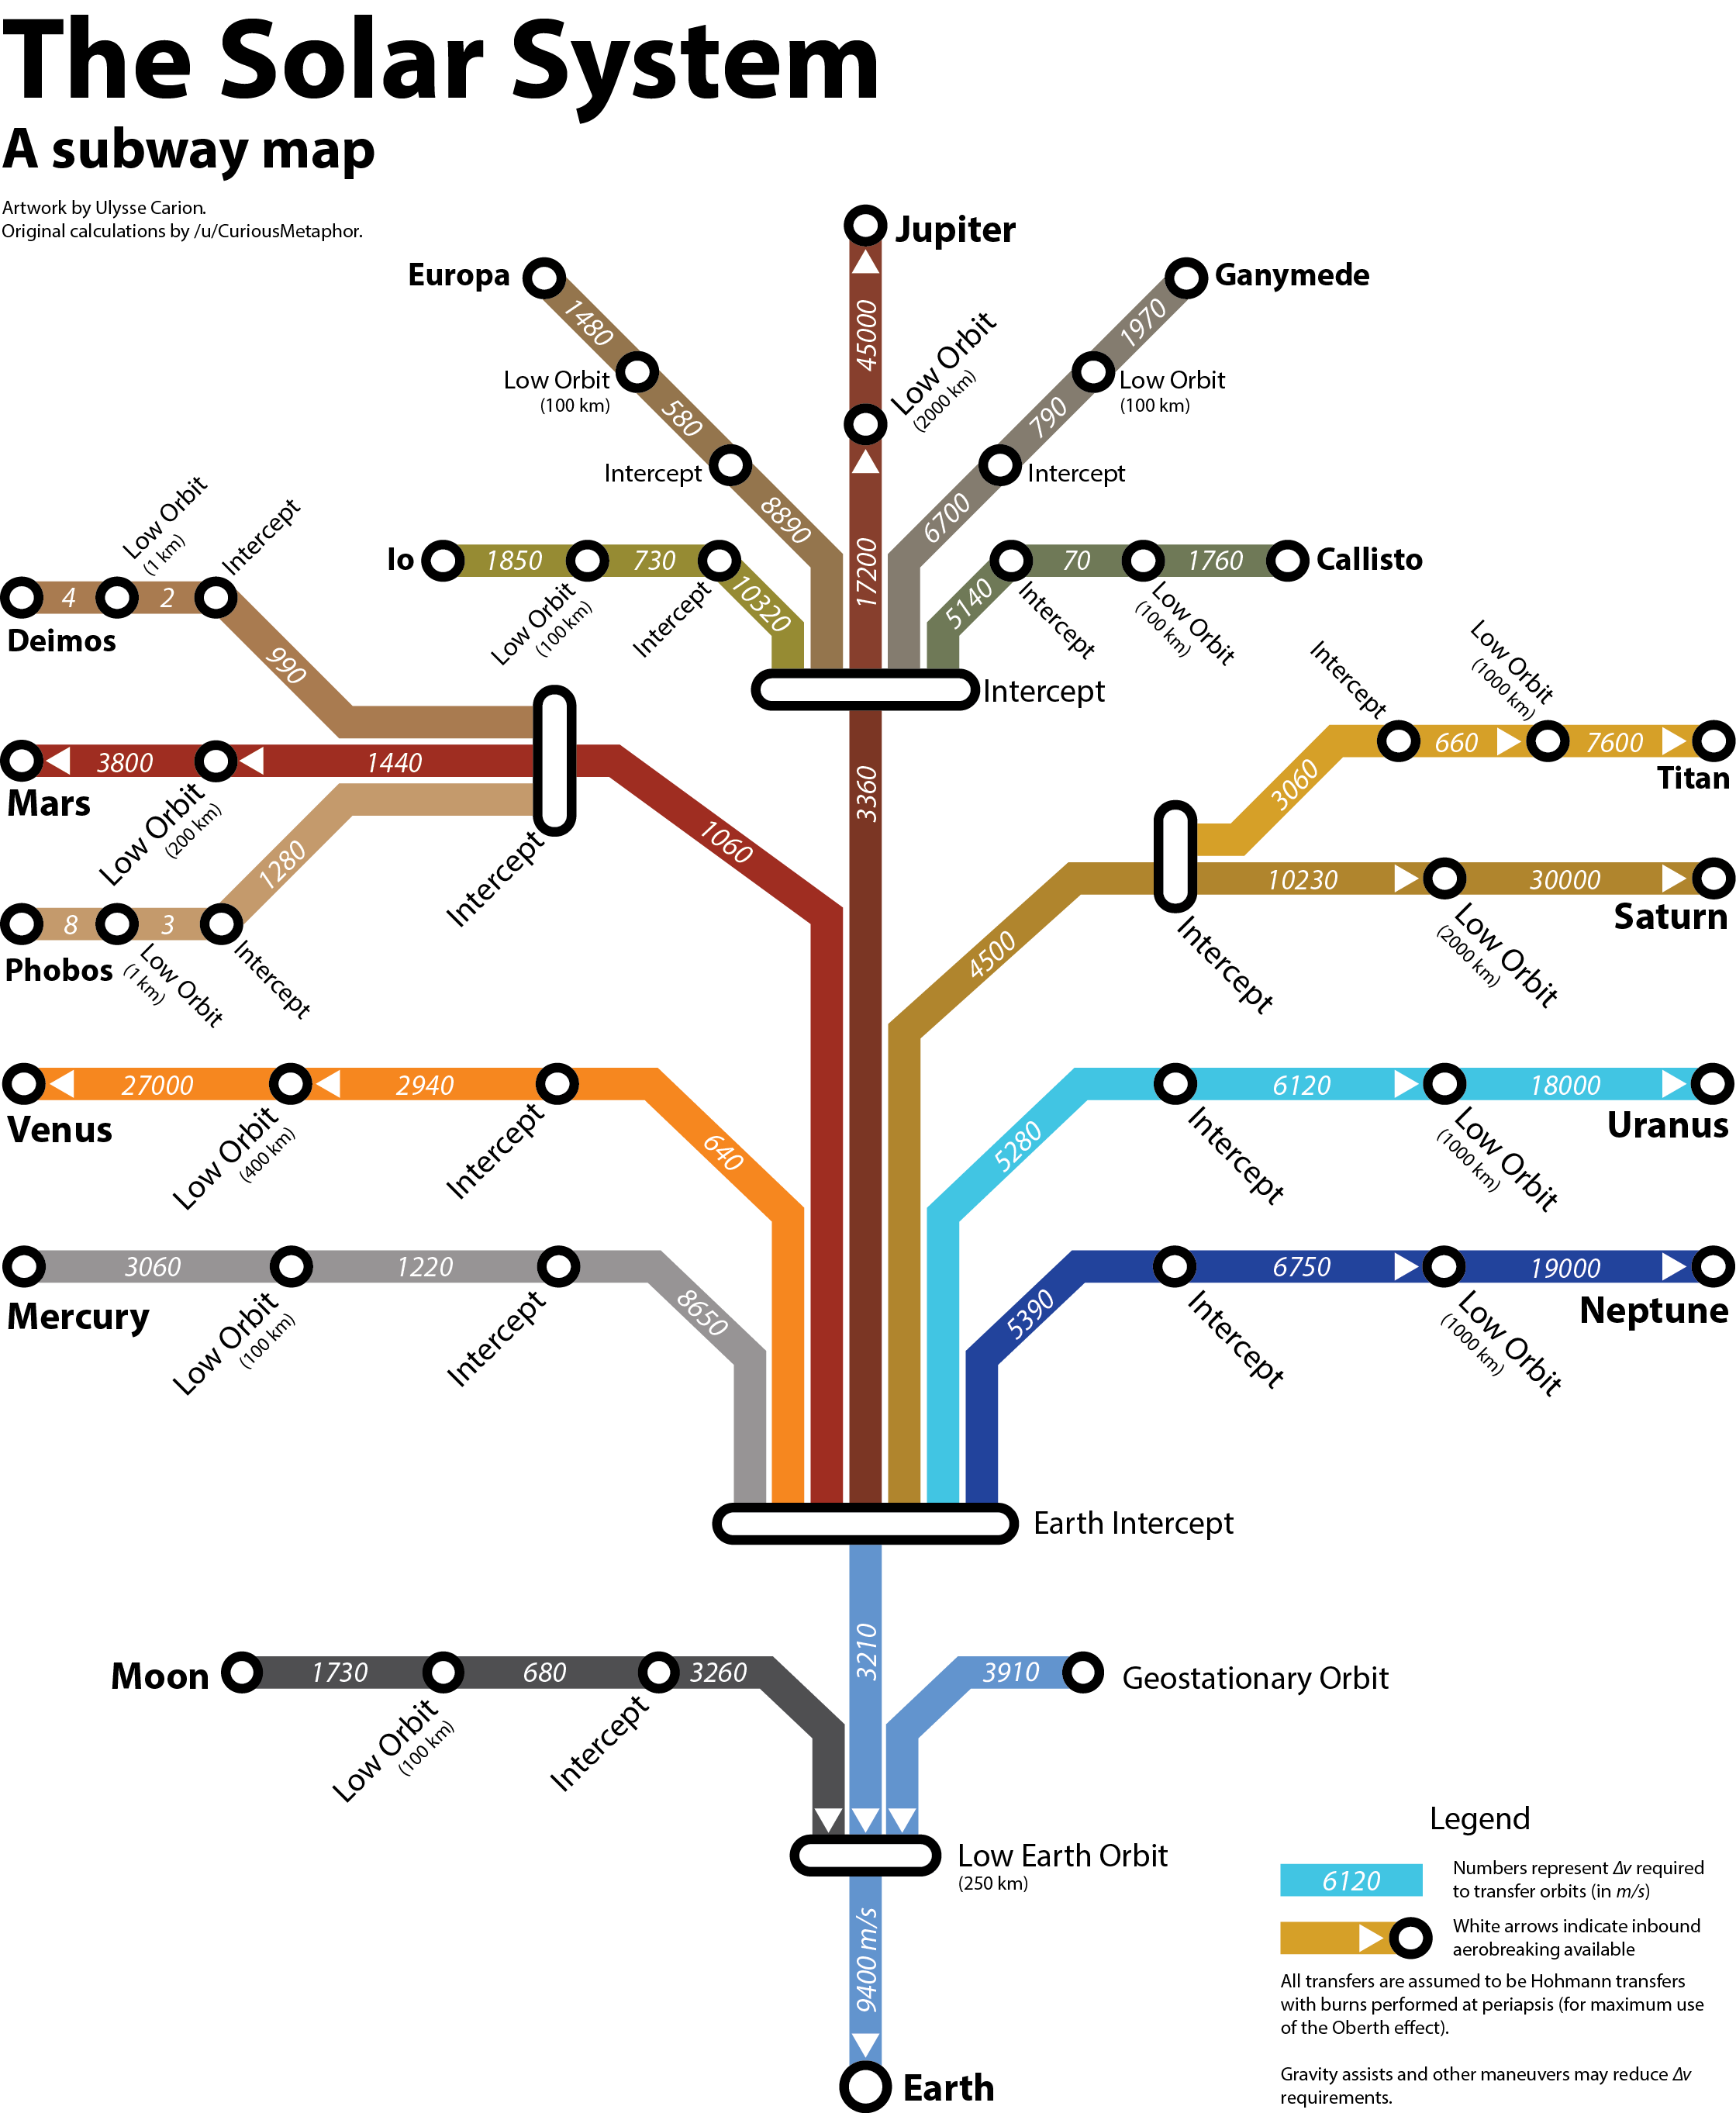 The Solar System
A subway map
Artwork by Ulysse Carion.
Original calculations by /u/CuriousMetaphor.
Jupiter
45000
Low Orbit
(2000 km)
17200
Europa
1480
Low Orbit
(100 km)
580
Intercept
8890
Ganymede
1970
Low Orbit
(100 km)
790
Intercept
6700
Io
1850
Low Orbit
(100 km)
730
Intercept
10320
Callisto
1760
Low Orbit
(100 km)
70
Intercept
5140
Intercept
3360
Deimos
4
Low Orbit
(1 km)
2
Intercept
990
Mars
3800
Low Orbit
(200 km)
1440
Intercept
1060
Phobos
8
Low Orbit
(1 km)
3
Intercept
1280
Titan
7600
Low Orbit
(1000 km)
660
Intercept
3060
Saturn
30000
Low Orbit
(2000 km)
10230
Intercept
4500
Venus
27000
Low Orbit
(400 km)
2940
Intercept
640
Uranus
18000
Low Orbit
(1000 km)
6120
Intercept
5280
Mercury
3060
Low Orbit
(100 km)
1220
Intercept
8650
Neptune
19000
Low Orbit
(1000 km)
6750
Intercept
5390
Earth Intercept
3210
Moon
1730
Low Orbit
(100 km)
680
Intercept
3260
3910
Geostationary Orbit
Low Earth Orbit
(250 km)
9400 m/s
Earth
Legend
6120
Numbers represent Δv required
to transfer orbits (in m/s)
White arrows indicate inbound
aerobreaking available
All transfers are assumed to be Hohmann transfers
with burns performed at periapsis (for maximum use
of the Oberth effect).
Gravity assists and other maneuvers may reduce Δv
requirements.